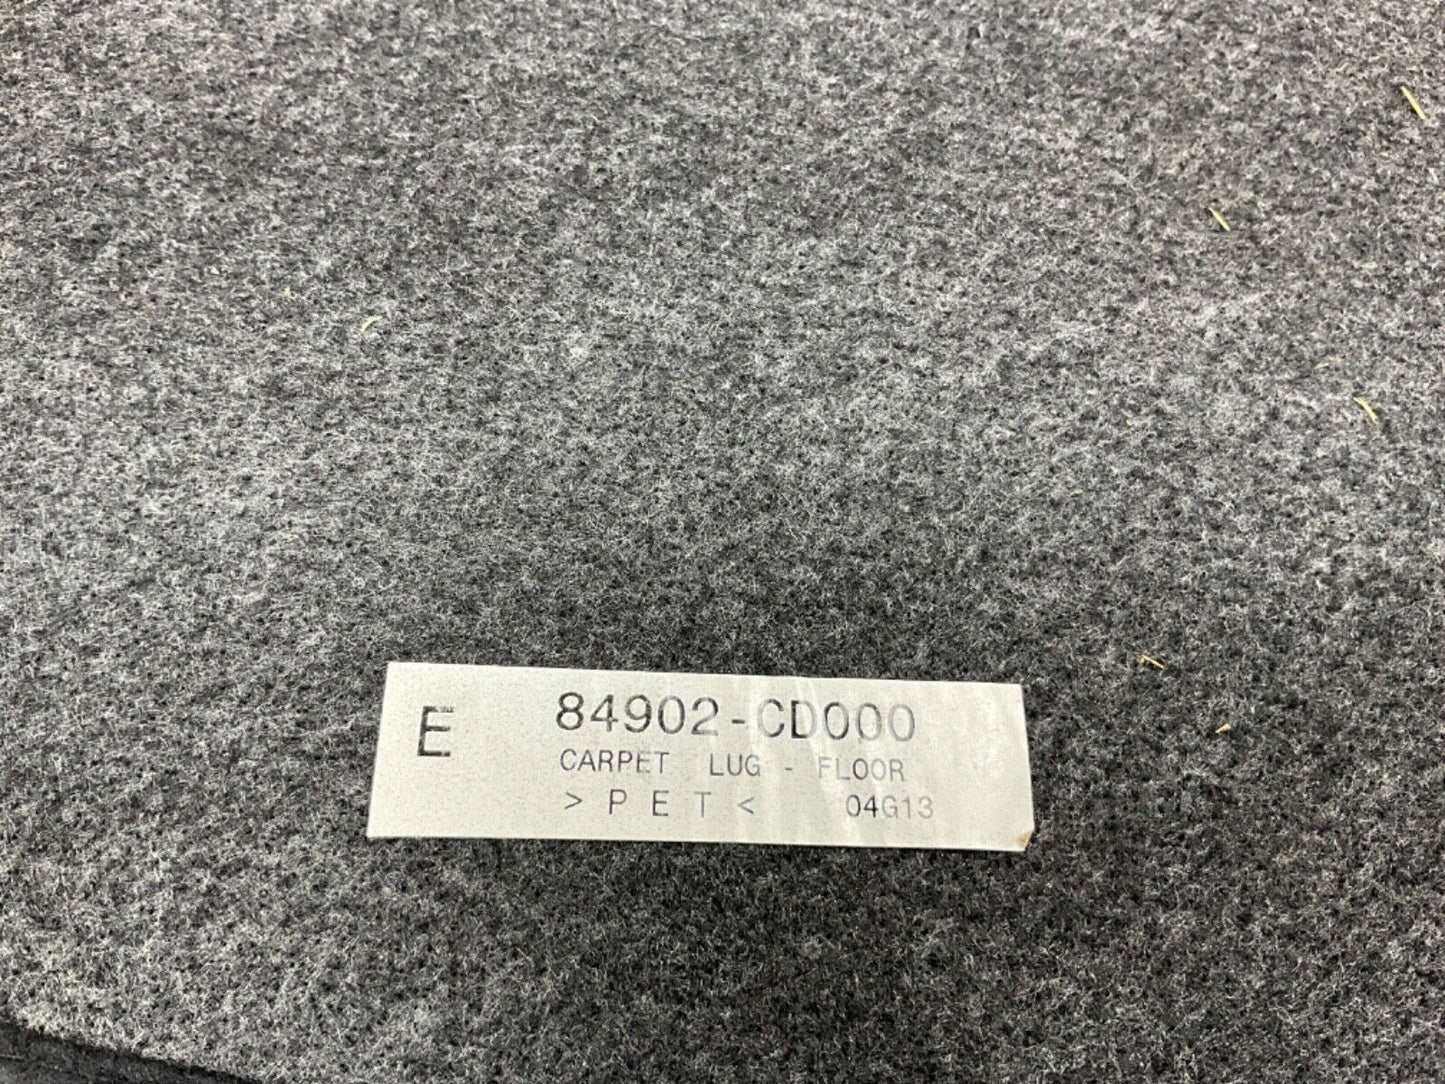 E 84902-CD000
CARPET LUG - FLOOR
> P E T < 04G13